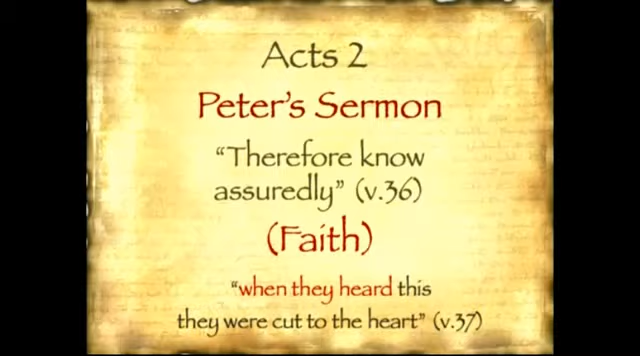 Acts 2
Peter's Sermon
“Therefore know
assuredly” (v.36)
(Faith)
“when they heard this
they were cut to the heart” (v.37)